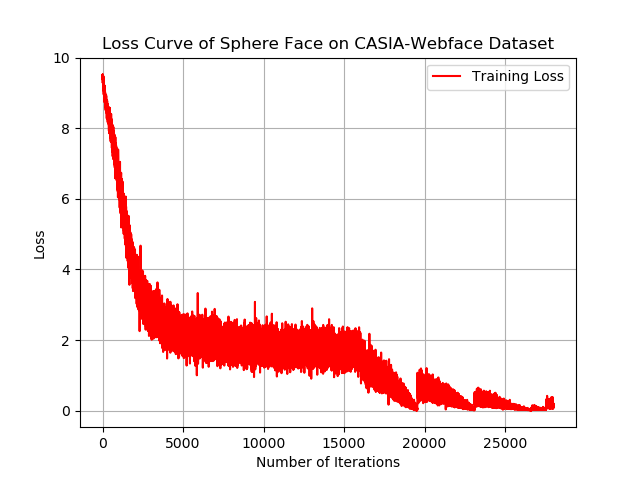 Loss Curve of Sphere Face on CASIA-Webface Dataset
Training Loss
10
8
6
4
2
0
Loss
0 5000 10000 15000 20000 25000
Number of Iterations